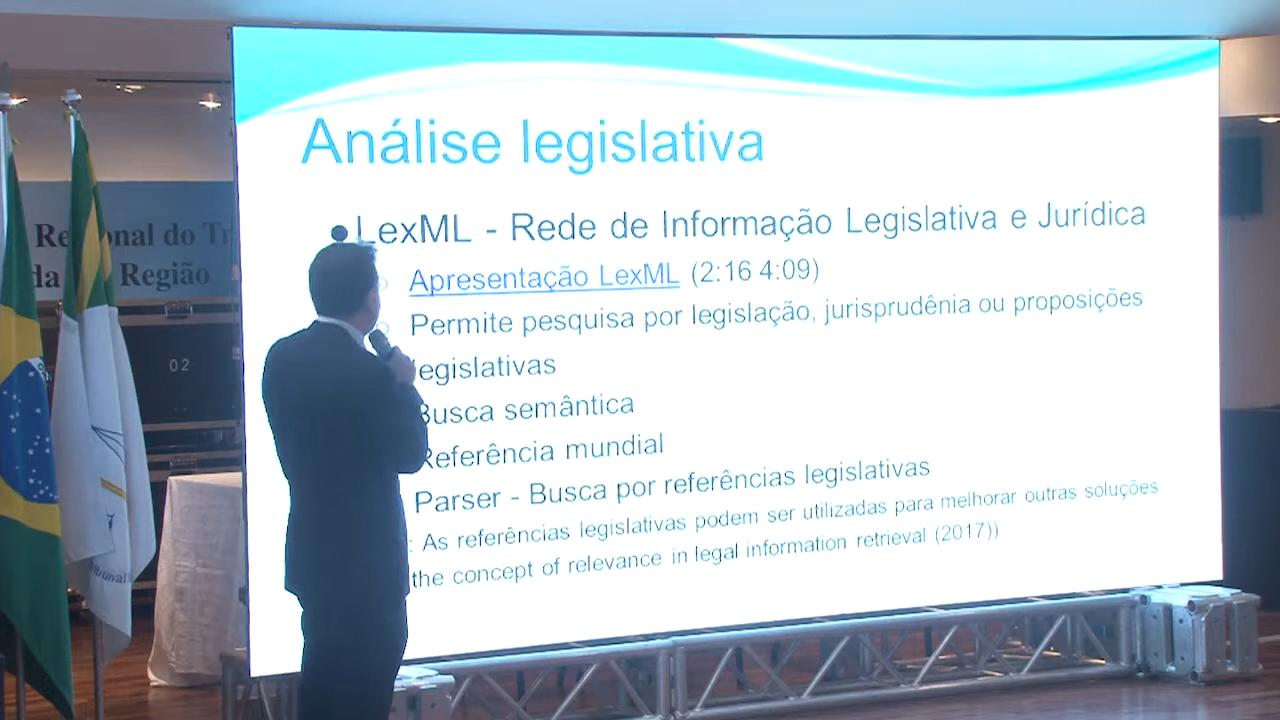 Análise legislativa
LexML - Rede de Informação Legislativa e Jurídica
Apresentação LexML (2:16 4:09)
Permite pesquisa por legislação, jurisprudênia ou proposições
legislativas
Busca semântica
Referência mundial
Parser - Busca por referências legislativas
: As referências legislativas podem ser utilizadas para melhorar outras soluções
the concept of relevance in legal information retrieval (2017))
do
Região
02